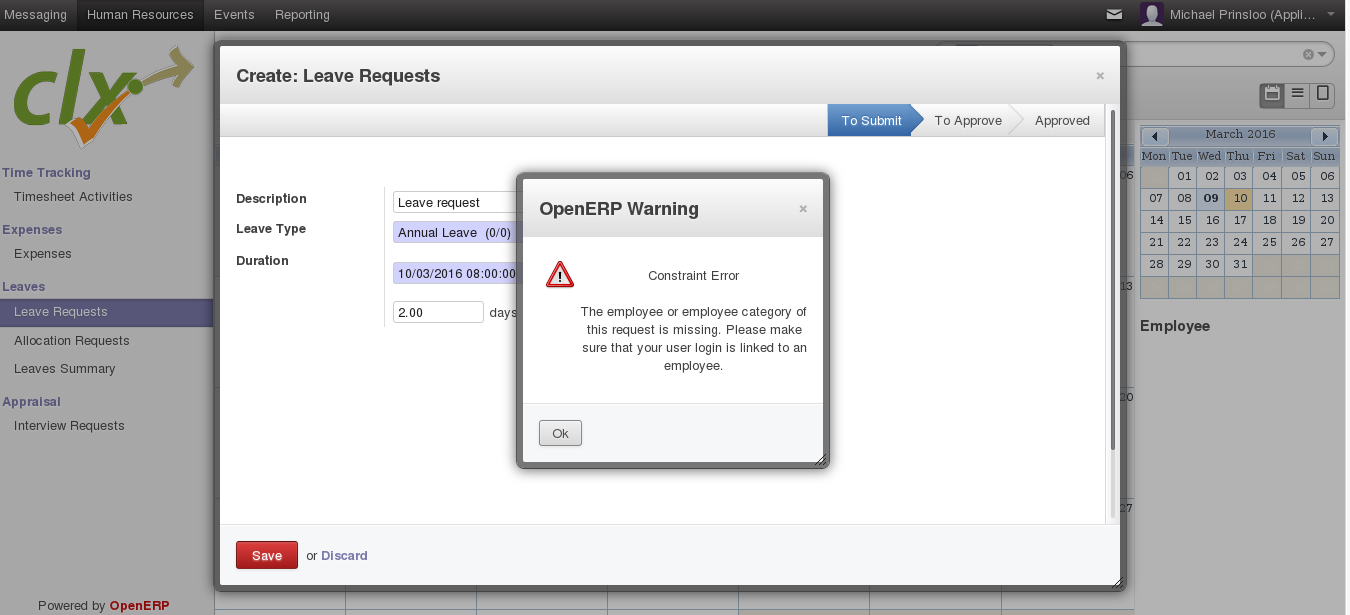 Messaging Human Resources Events Reporting Michael Prinsloo (Appli...
clx
Time Tracking
Timesheet Activities
Expenses
Expenses
Leaves
Leave Requests
Allocation Requests
Leaves Summary
Appraisal
Interview Requests
Powered by OpenERP
Create: Leave Requests ×
To Submit To Approve Approved
Description Leave request
Leave Type Annual Leave (0/0)
Duration
10/03/2016 08:00:00
2.00 days
OpenERP Warning ×
Constraint Error
The employee or employee category of
this request is missing. Please make
sure that your user login is linked to an
employee.
Ok
Save or Discard
06
13
20
27
March 2016
Mon Tue Wed Thu Fri Sat Sun
01 02 03 04 05 06
07 08 09 10 11 12 13
14 15 16 17 18 19 20
21 22 23 24 25 26 27
28 29 30 31
Employee